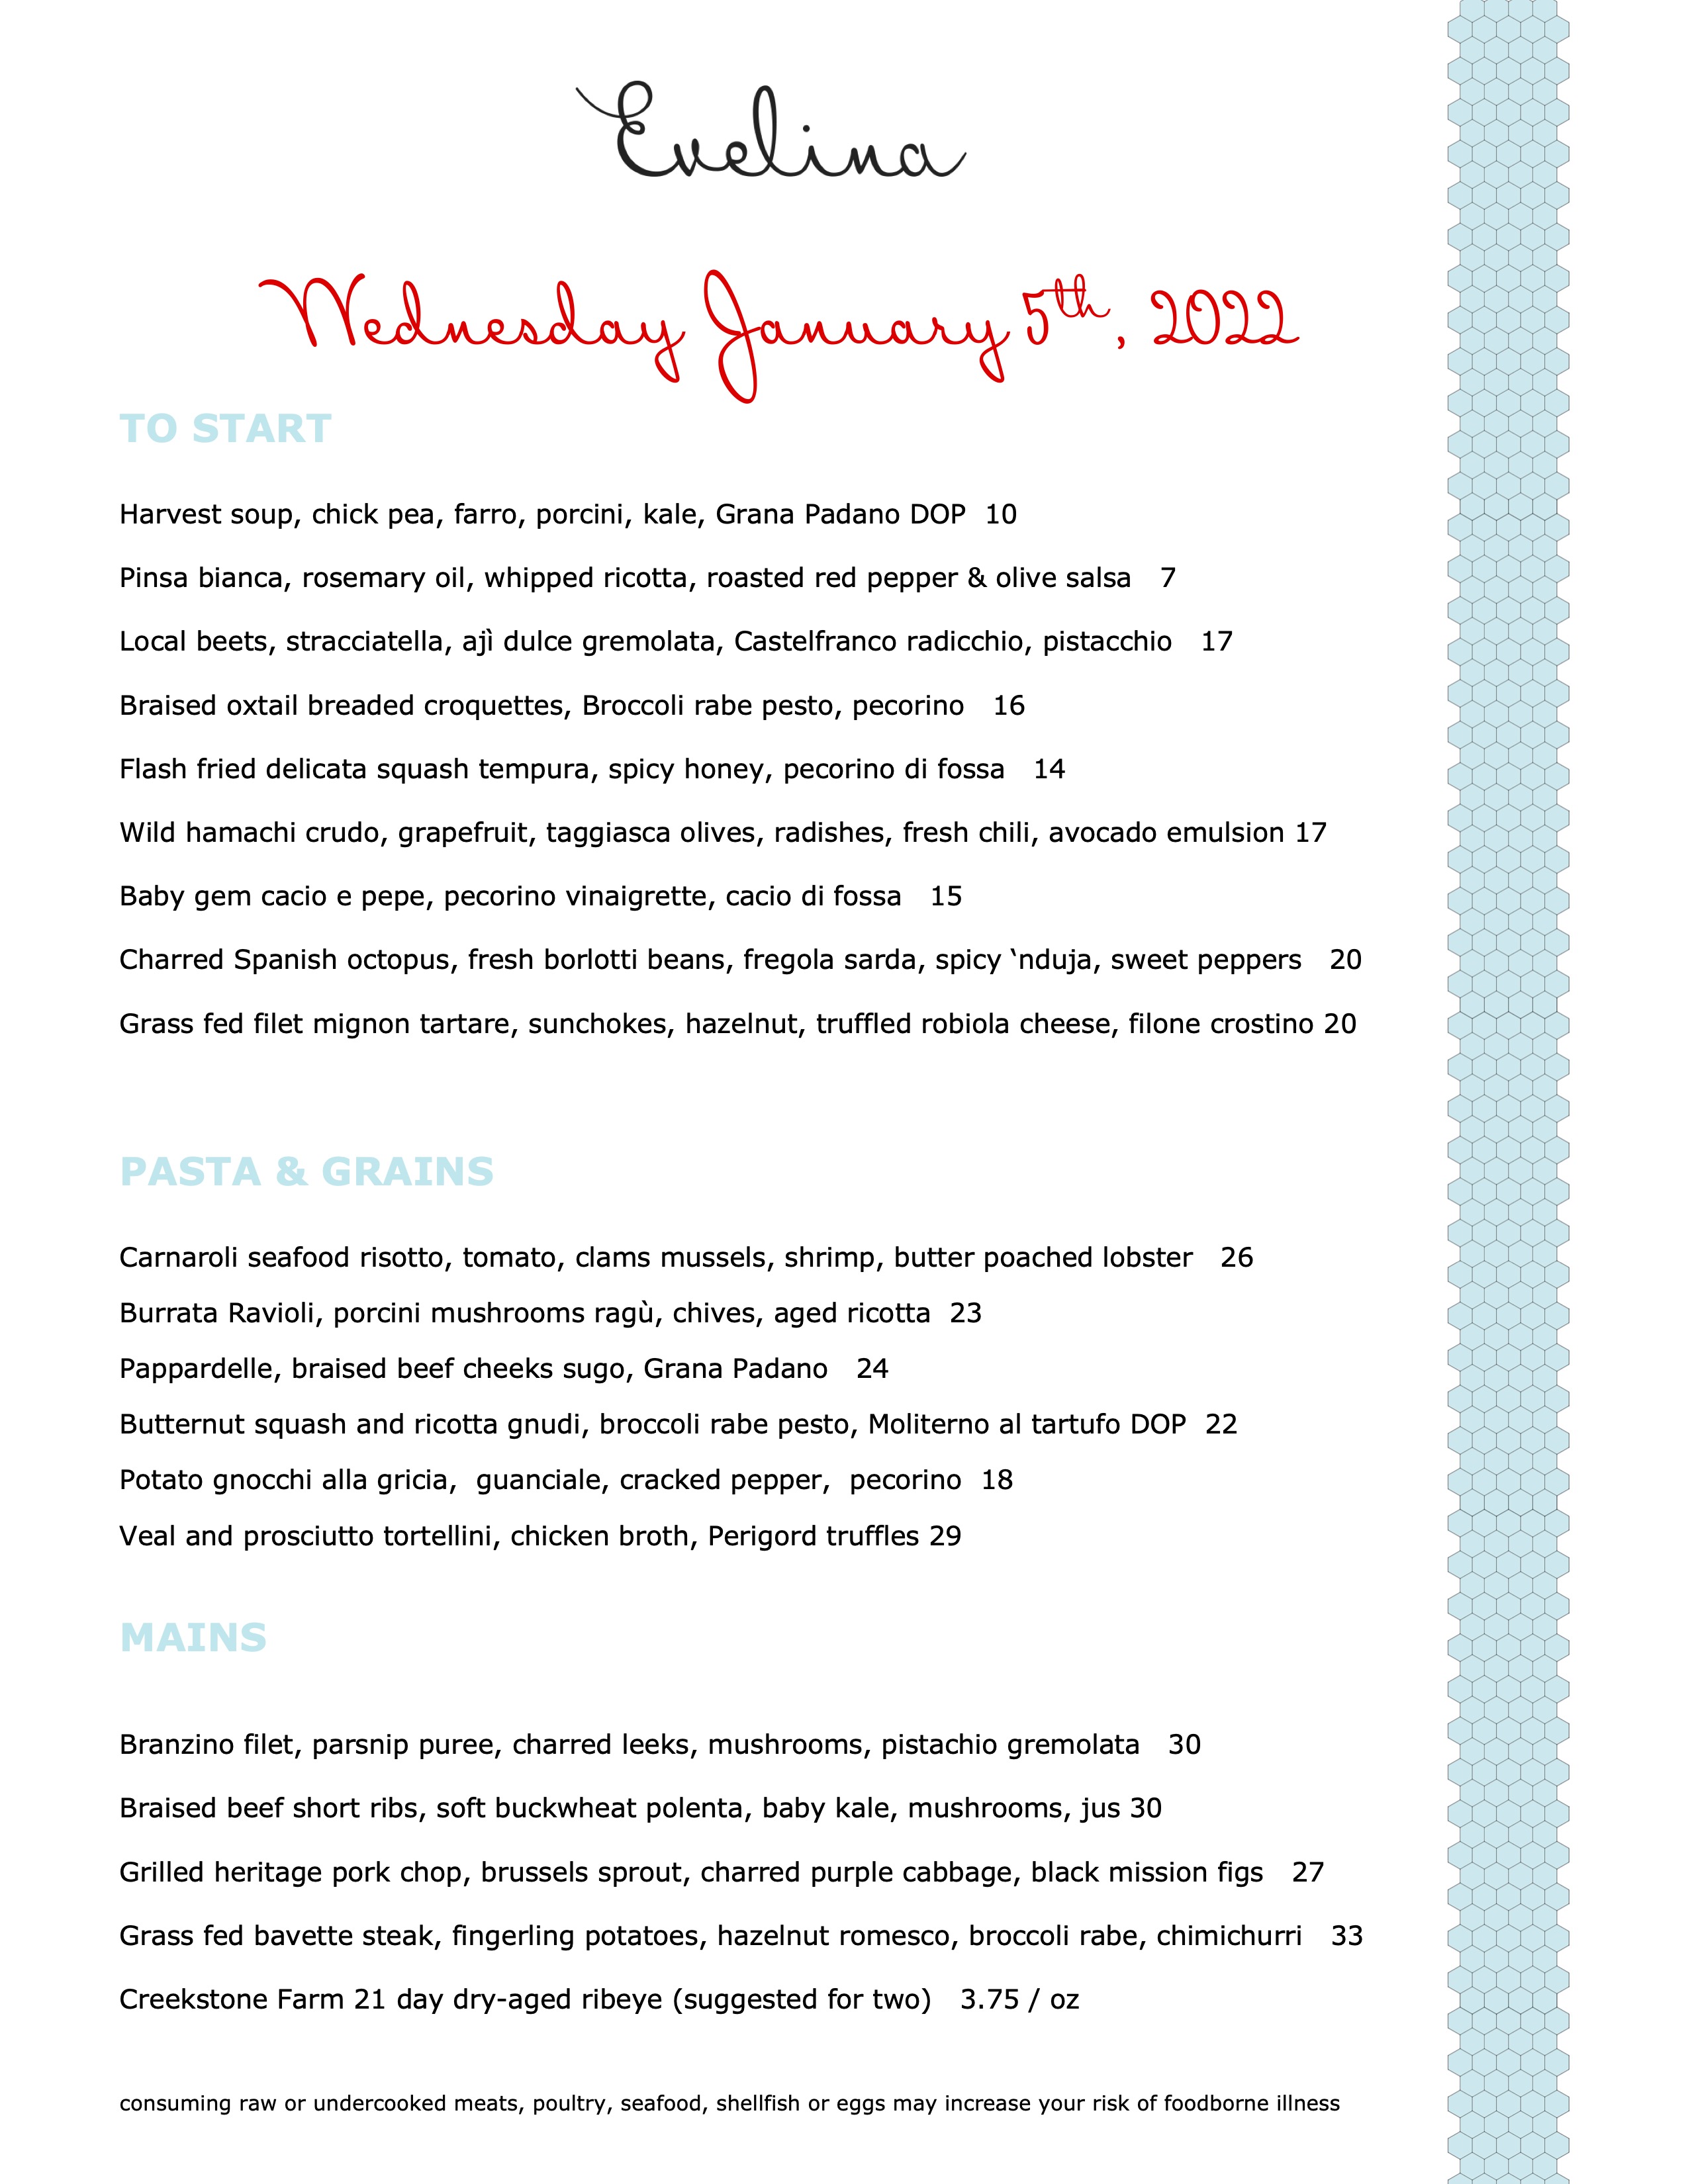 Evelina
Wednesday January 5th, 2022
TO START
Harvest soup, chick pea, farro, porcini, kale, Grana Padano DOP 10
Pinsa bianca, rosemary oil, whipped ricotta, roasted red pepper & olive salsa 7
Local beets, stracciatella, ajì dulce gremolata, Castelfranco radicchio, pistacchio 17
Braised oxtail breaded croquettes, Broccoli rabe pesto, pecorino 16
Flash fried delicata squash tempura, spicy honey, pecorino di fossa 14
Wild hamachi crudo, grapefruit, taggiasca olives, radishes, fresh chili, avocado emulsion 17
Baby gem cacio e pepe, pecorino vinaigrette, cacio di fossa 15
Charred Spanish octopus, fresh borlotti beans, fregola sarda, spicy ‘nduja, sweet peppers 20
Grass fed filet mignon tartare, sunchokes, hazelnut, truffled robiola cheese, filone crostino 20
PASTA & GRAINS
Carnaroli seafood risotto, tomato, clams mussels, shrimp, butter poached lobster 26
Burrata Ravioli, porcini mushrooms ragù, chives, aged ricotta 23
Pappardelle, braised beef cheeks sugo, Grana Padano 24
Butternut squash and ricotta gnudi, broccoli rabe pesto, Moliterno al tartufo DOP 22
Potato gnocchi alla gricia, guanciale, cracked pepper, pecorino 18
Veal and prosciutto tortellini, chicken broth, Perigord truffles 29
MAINS
Branzino filet, parsnip puree, charred leeks, mushrooms, pistachio gremolata 30
Braised beef short ribs, soft buckwheat polenta, baby kale, mushrooms, jus 30
Grilled heritage pork chop, brussels sprout, charred purple cabbage, black mission figs 27
Grass fed bavette steak, fingerling potatoes, hazelnut romesco, broccoli rabe, chimichurri 33
Creekstone Farm 21 day dry-aged ribeye (suggested for two) 3.75 / oz
consuming raw or undercooked meats, poultry, seafood, shellfish or eggs may increase your risk of foodborne illness